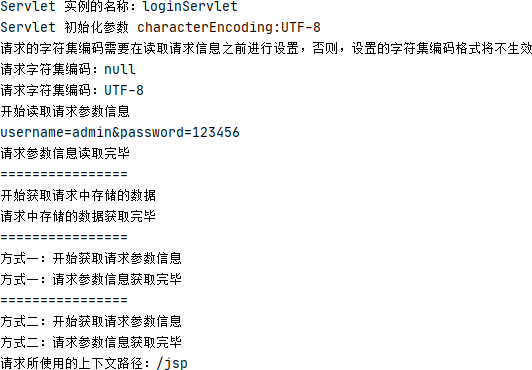 Servlet 实例的名称：loginServlet
Servlet 初始化参数 characterEncoding:UTF-8
请求的字符集编码需要在读取请求信息之前进行设置，否则，设置的字符集编码格式将不生效
请求字符集编码：null
请求字符集编码：UTF-8
开始读取请求参数信息
username=admin&password=123456
请求参数信息读取完毕
================
开始获取请求中存储的数据
请求中存储的数据获取完毕
================
方式一：开始获取请求参数信息
方式一：请求参数信息获取完毕
================
方式二：开始获取请求参数信息
方式二：请求参数信息获取完毕
请求所使用的上下文路径：/jsp